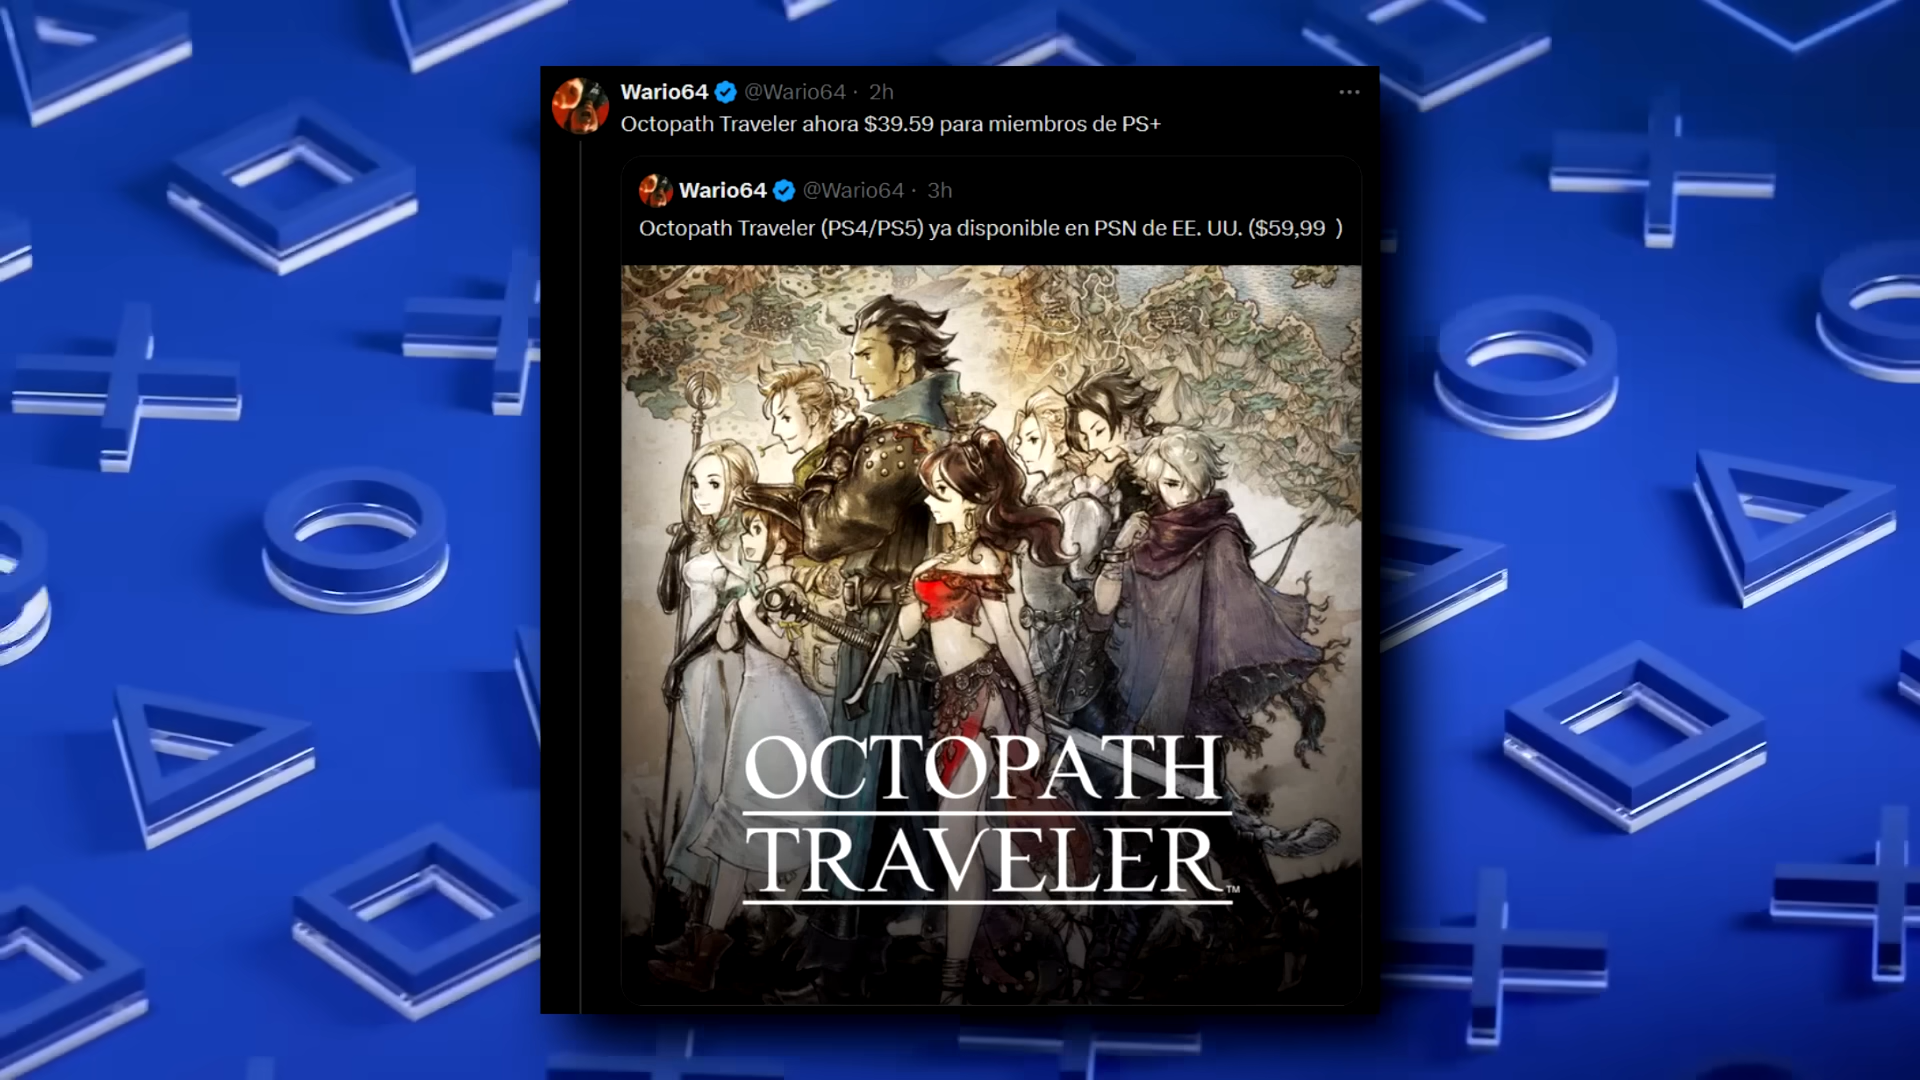 Wario64 @Wario64 · 2h
Octopath Traveler ahora $39.59 para miembros de PS+
Wario64 @Wario64 · 3h
Octopath Traveler (PS4/PS5) ya disponible en PSN de EE. UU. ($59,99 )
OCTOPATH
TRAVELER™